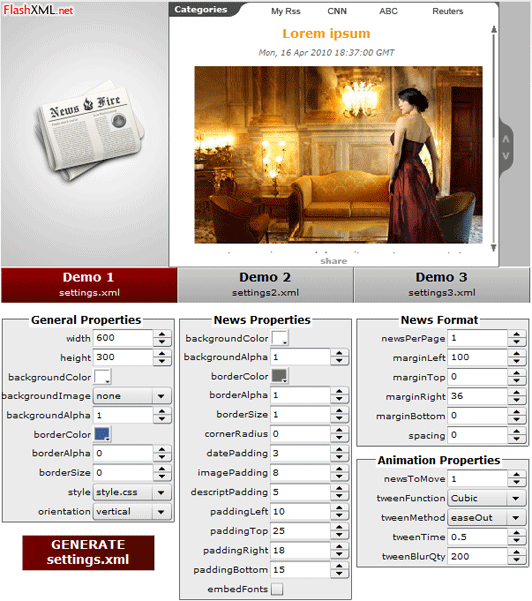 FlashXML.net
Categories My Rss CNN ABC Reuters
Lorem ipsum
Mon, 16 Apr 2010 18:37:00 GMT
News Fire
share
Demo 1 Demo 2 Demo 3
settings.xml settings2.xml settings3.xml
General Properties
width 600
height 300
backgroundColor
backgroundImage none
backgroundAlpha 1
borderColor
borderAlpha 0
borderSize 0
style style.css
orientation vertical
GENERATE
settings.xml
News Properties
backgroundColor
backgroundAlpha 1
borderColor
borderAlpha 1
borderSize 1
cornerRadius 0
datePadding 3
imagePadding 8
descriptPadding 5
paddingLeft 10
paddingTop 25
paddingRight 18
paddingBottom 15
embedFonts
News Format
newsPerPage 1
marginLeft 100
marginTop 0
marginRight 36
marginBottom 0
spacing 0
Animation Properties
newsToMove 1
tweenFunction Cubic
tweenMethod easeOut
tweenTime 0.5
tweenBlurQty 200